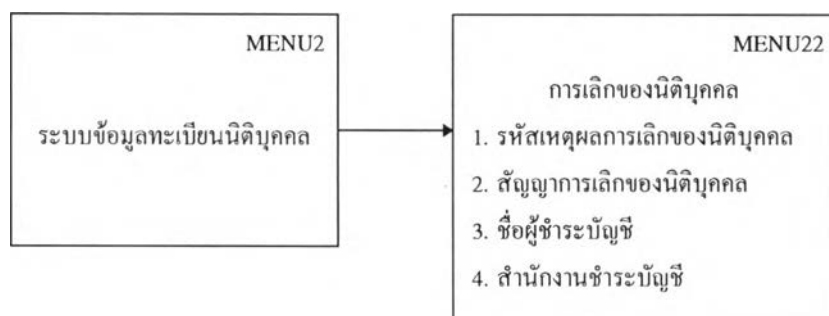 MENU2
ระบบข้อมูลทะเบียนนิติบุคคล
MENU22
การเลิกของนิติบุคคล
1. รหัสเหตุผลการเลิกของนิติบุคคล
2. สัญญาการเลิกของนิติบุคคล
3. ชื่อผู้ชำระบัญชี
4. สำนักงานชำระบัญชี